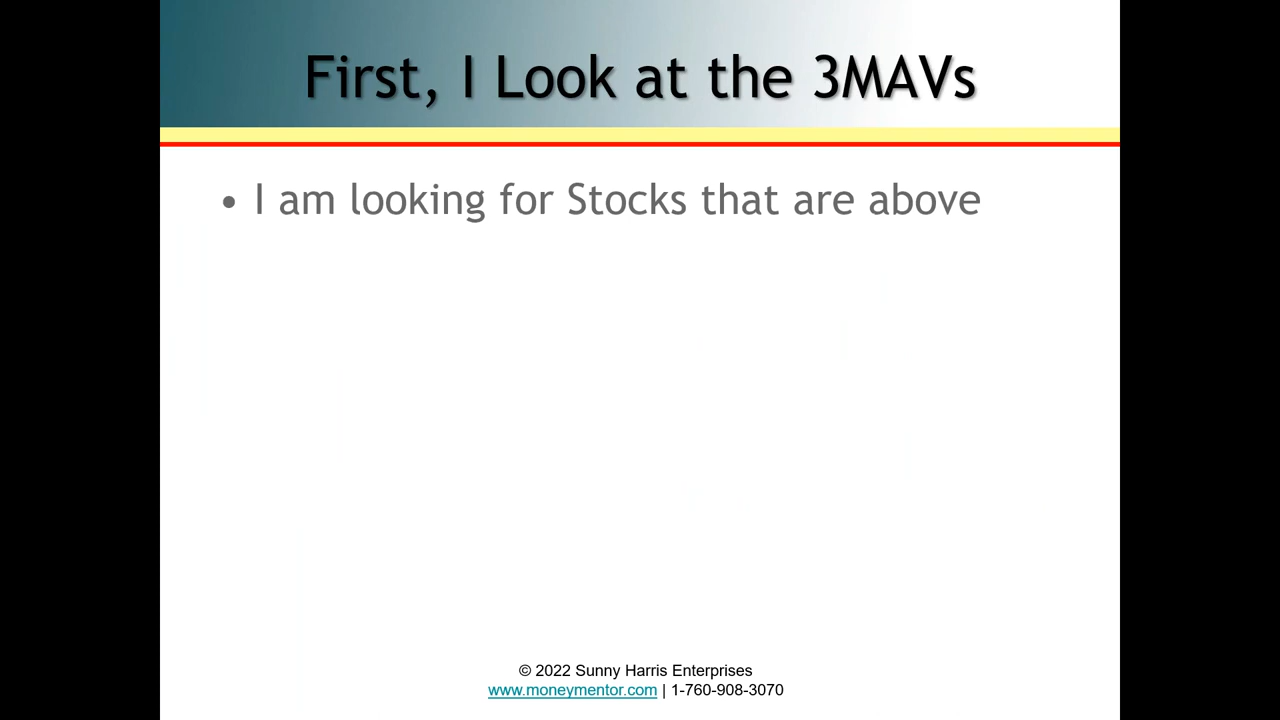 First, I Look at the 3MAVs
• I am looking for Stocks that are above
© 2022 Sunny Harris Enterprises
www.moneymentor.com | 1-760-908-3070